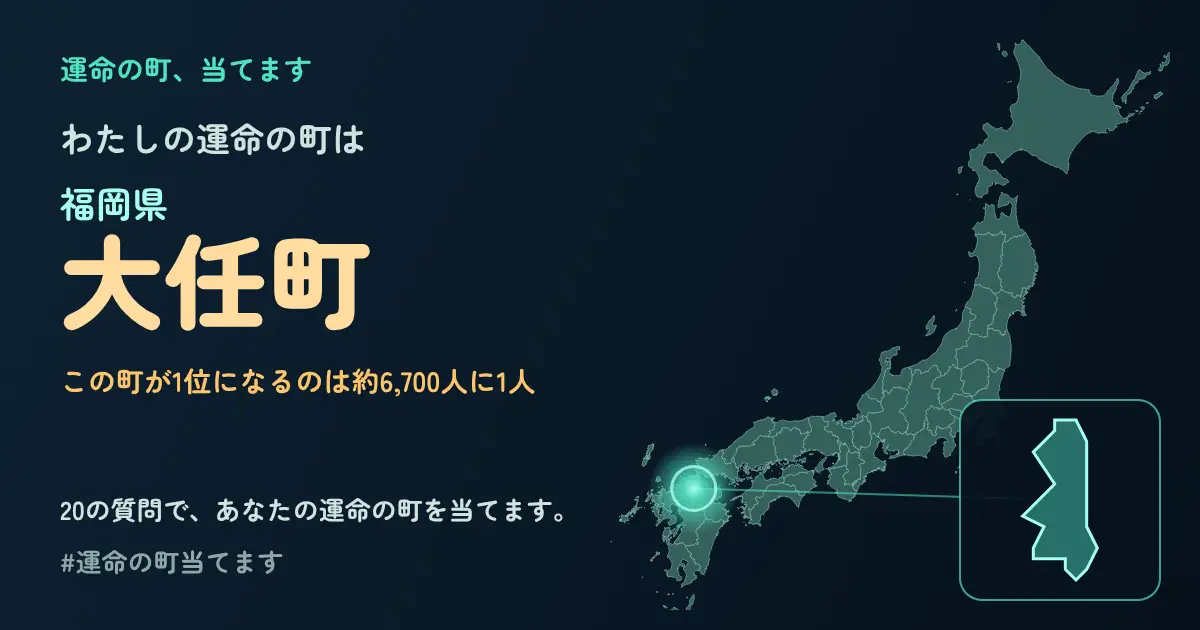 運命の町、当てます
わたしの運命の町は
福岡県
大任町
この町が1位になるのは約6,700人に1人
20の質問で、あなたの運命の町を当てます。
#運命の町当てます